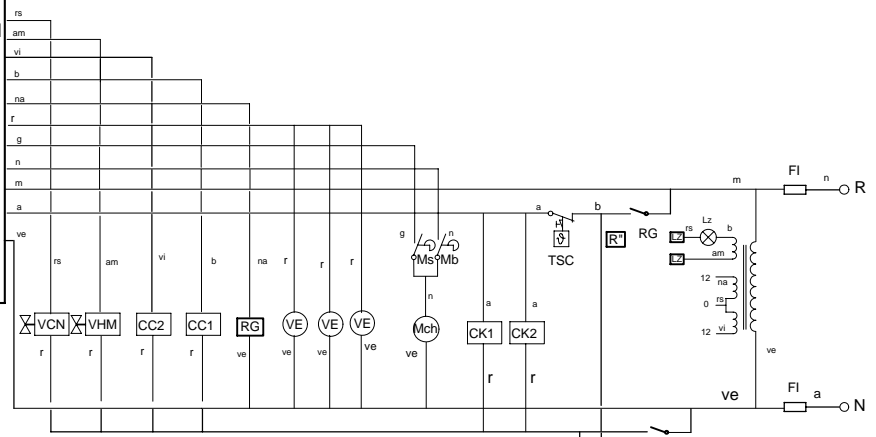 rs
am
vi
b
na
r
g
n
m
m
FI
n
R
a
a
b
ve
R"
RG
TSC
LZ
rs
Lz
b
LZ
am
12
na
0
rs
12
vi
ve
rs
am
vi
b
na
r
r
r
g
n
Ms
Mb
n
a
a
VCN
VHM
CC2
CC1
RG
VE
VE
VE
Mch
CK1
CK2
r
r
r
r
ve
ve
ve
ve
ve
r
r
ve
FI
a
N